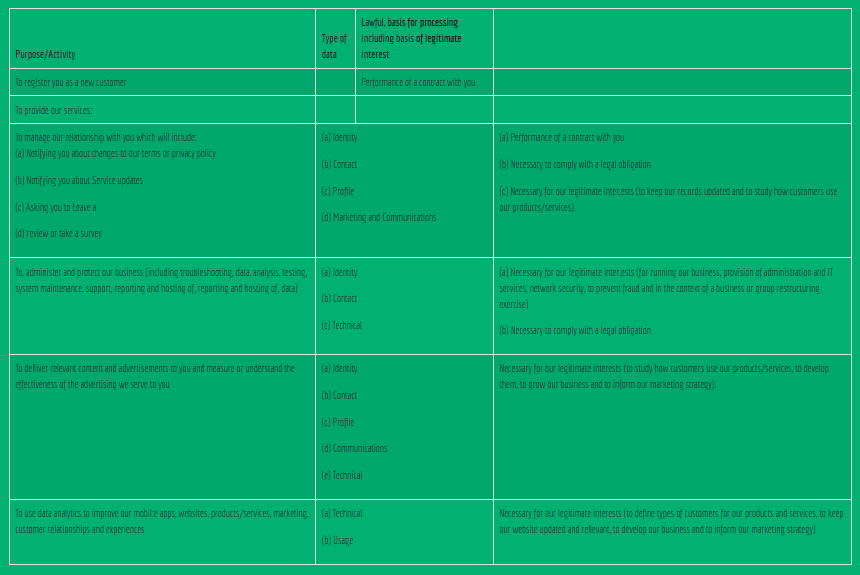 Purpose/Activity
Type of
data
Lawful, basis for processing
including basis of legitimate
interest
To register you as a new customer
Performance of a contract with you
To provide our services:
To manage our relationship with you which will include:
(a) Notifying you about changes to our terms or privacy policy
(b) Notifying you about Service updates
(c) Asking you to Leave a
(d) review or take a survey
(a) Identity
(b) Contact
(c) Profile
(d) Marketing and Communications
(a) Performance of a contract with you
(b) Necessary to comply with a legal obligation
(c) Necessary for our legitimate inter,ests (to keep our records updated and to study how customers use
our products/services)
To, administer and protect our business (including troubleshooting, data, analysis, testing,
system maintenance, support, reporting and hosting of, reporting and hosting of, data)
(a) Identity
(b) Contact
(c) Technical
(a) Necessary for our legitimate inter,ests (for running our business, provision of administration and IT
services, network security, to prevent fraud and in the context of a business or group restructuring
exercise)
(b) Necessary to comply with a legal obligation
To delliver relevant content and advertisements to you and measure or understand the
effectiveness of the advertising we serve to you
(a) Identity
(b) Contact
(c) Profile
(d) Communications
(e) Technical
Necessary for our legitimate interests (to study how customers use our products/services, to develop
them, to grow our business and to inform our marketing strategy).
To use data analytics to improve our mobile apps, websites, products/services, marketing,
customer relationships and experiences
(a) Technical
(b) Usage
Necessary for our legitimate interests (to define types of customers for our products and services, to keep
our website updated and rellevant, to develop our business and to inform our marketing strategy)